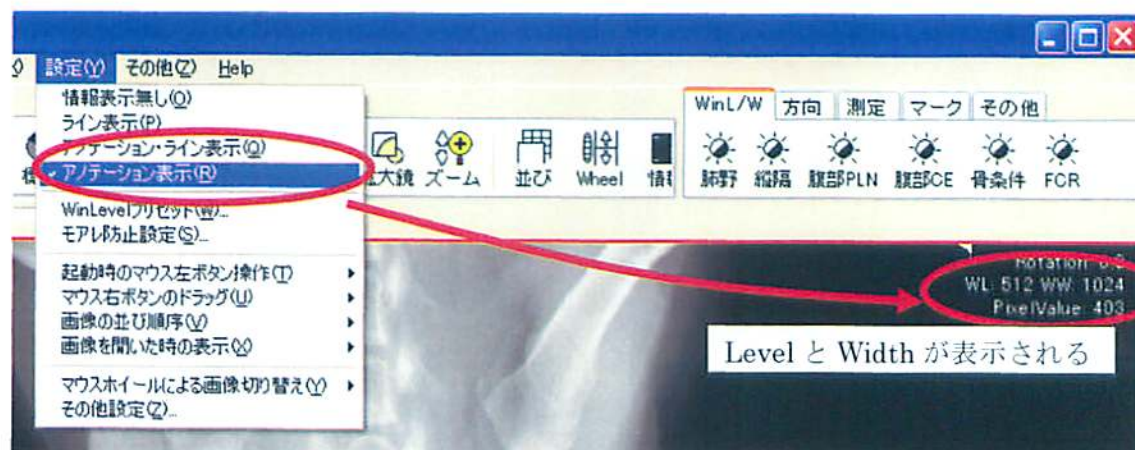 設定(Y) その他(Z) Help
情報表示無し(O)
ライン表示(P)
アノテーション・ライン表示(Q)
アノテーション表示(R)
WinLevelプリセット(W)...
モアレ防止設定(S)...
起動時のマウス左ボタン操作(T)
マウス右ボタンのドラッグ(U)
画像の並び順序(V)
画像を開いた時の表示(X)
マウスホイールによる画像切り替え(Y)
その他設定(Z)...
拡大鏡 ズーム 並び Wheel
WinL/W 方向 測定 マーク その他
肺野 縦隔 腹部PLN 腹部CE 骨条件 FCR
Rotation
WL: 512 WW: 1024
PixelValue: 403
Level と Width が表示される